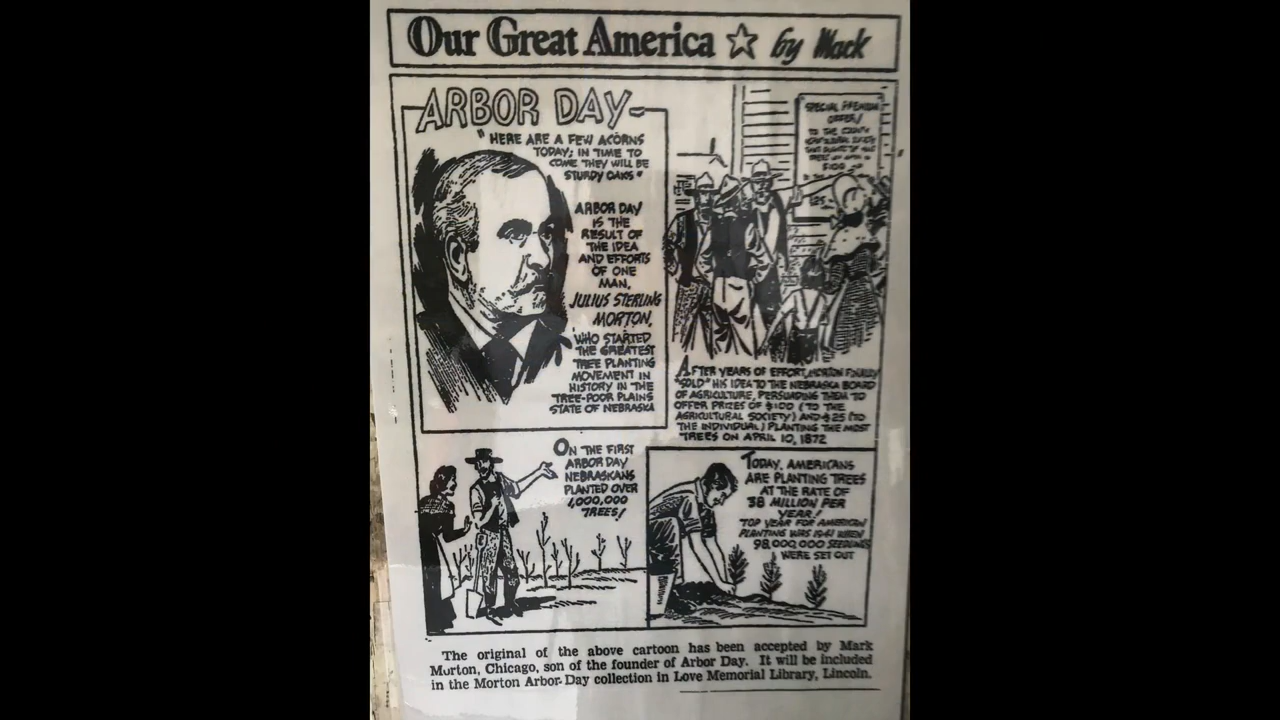 Our Great America ☆ by Mack
ARBOR DAY-
"HERE ARE A FEW ACORNS
TODAY; IN TIME TO
COME THEY WILL BE
STURDY OAKS"
ARBOR DAY
IS THE
RESULT OF
THE IDEA
AND EFFORTS
OF ONE
MAN,
JULIUS STERLING
MORTON,
WHO STARTED
THE GREATEST
TREE PLANTING
MOVEMENT IN
HISTORY IN THE
TREE-POOR PLAINS
STATE OF NEBRASKA
SPECIAL PREMIUM
OFFER!
TO THE COUNTY
$100
$25
AFTER YEARS OF EFFORT, MORTON FINALLY
"SOLD" HIS IDEA TO THE NEBRASKA BOARD
OF AGRICULTURE, PERSUADING THEM TO
OFFER PRIZES OF $100 (TO THE
AGRICULTURAL SOCIETY) AND $25 (TO
THE INDIVIDUAL) PLANTING THE MOST
TREES ON APRIL 10, 1872
ON THE FIRST
ARBOR DAY
NEBRASKANS
PLANTED OVER
1,000,000
TREES!
TODAY, AMERICANS
ARE PLANTING TREES
AT THE RATE OF
38 MILLION PER
YEAR!
TOP YEAR FOR AMERICAN
PLANTING WAS 1941 WHEN
98,000,000 SEEDLINGS
WERE SET OUT
The original of the above cartoon has been accepted by Mark
Morton, Chicago, son of the founder of Arbor Day. It will be included
in the Morton Arbor Day collection in Love Memorial Library, Lincoln.